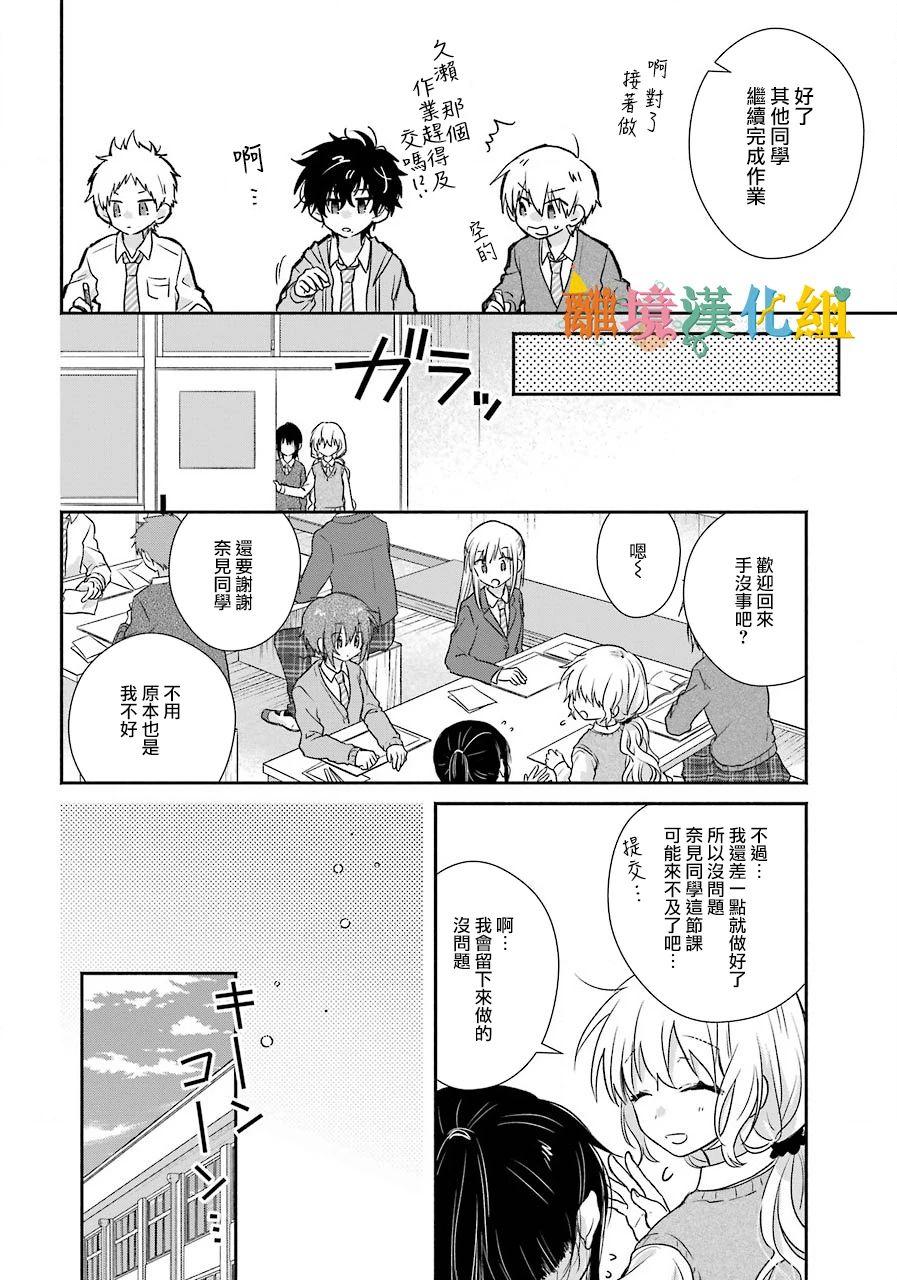 好了
其他同學
繼續完成作業
啊 對了
接著做
空的
久瀨 那個
作業趕得及
交嗎!?
啊…
離境漢化組
ガラッ
歡迎回來
手沒事吧?
嗯~
還要謝謝
奈見同學
不用
原本也是
我不好
不過…
我還差一點就做好了
所以沒問題
奈見同學這節課
可能來不及了吧…
提交…
啊…
我會留下來做的
沒問題
キーン
コーン…